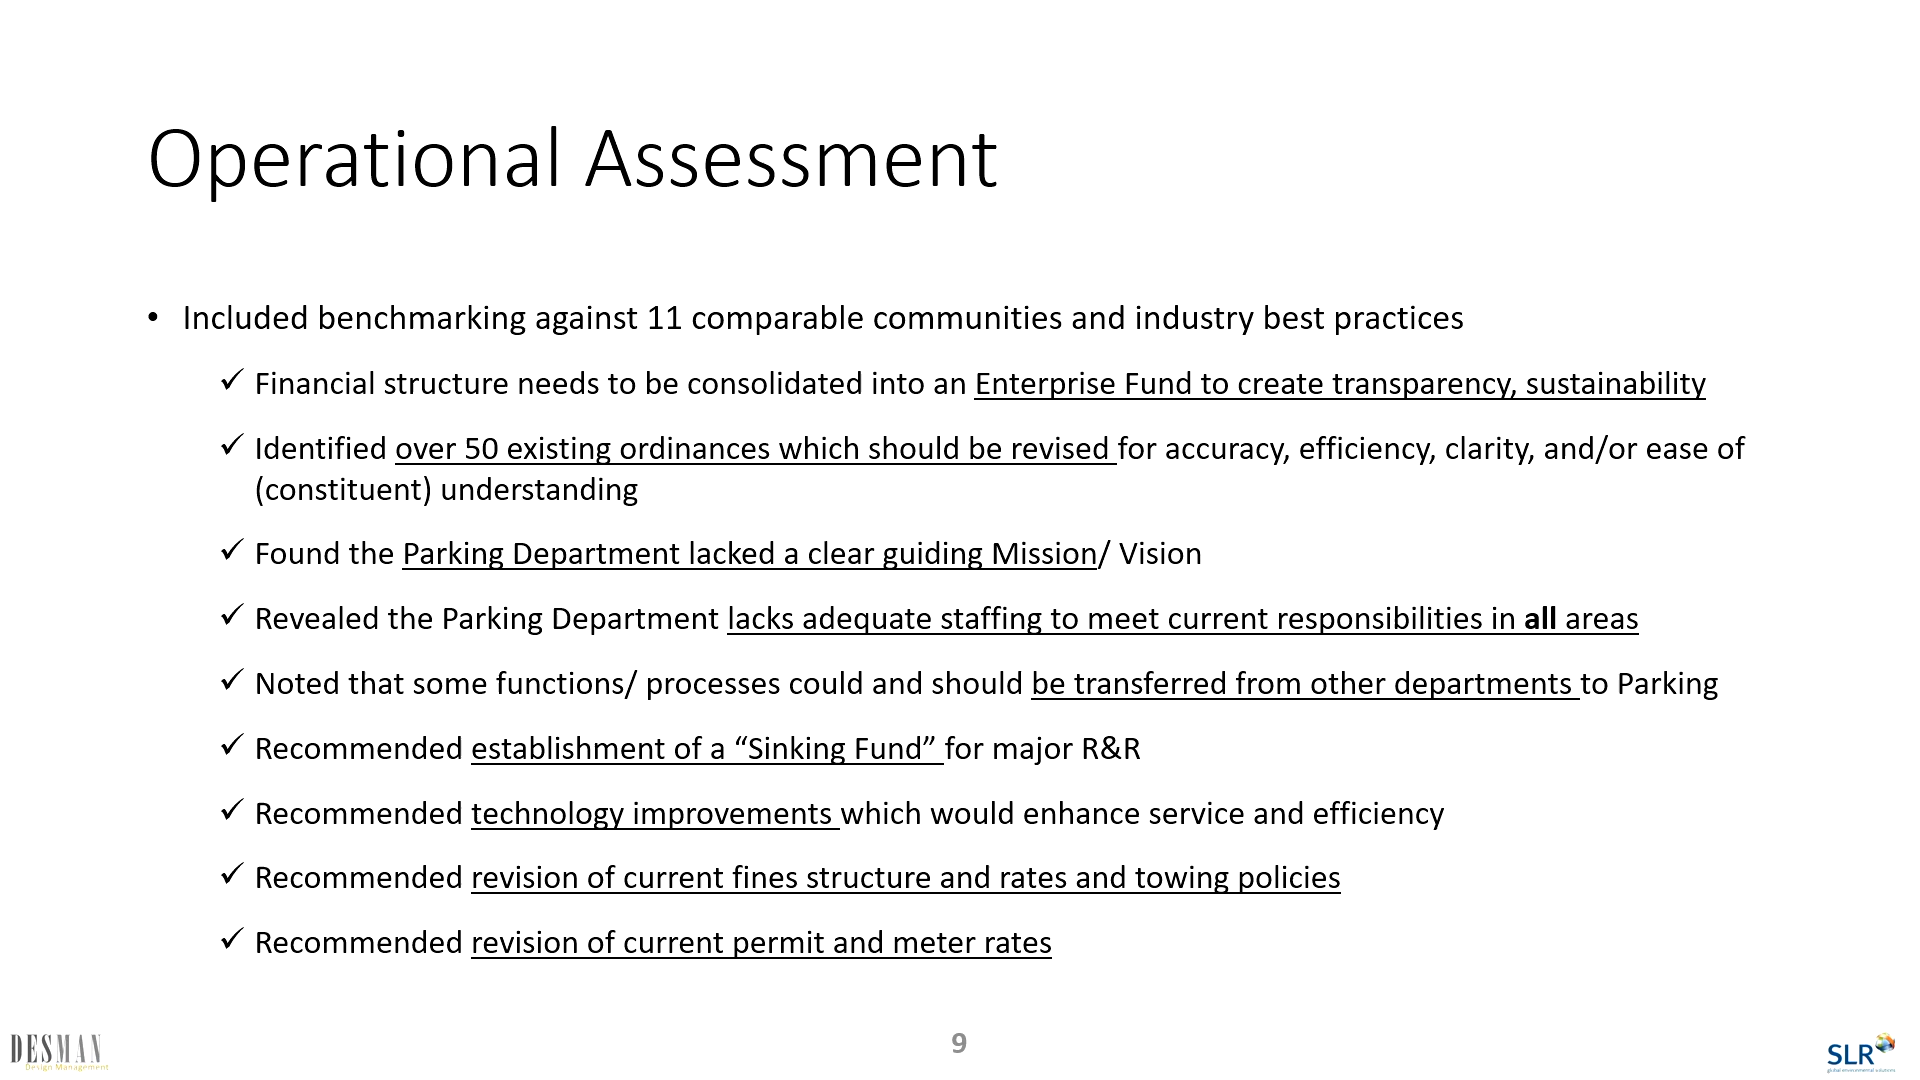 Operational Assessment
• Included benchmarking against 11 comparable communities and industry best practices
✓ Financial structure needs to be consolidated into an Enterprise Fund to create transparency, sustainability
✓ Identified over 50 existing ordinances which should be revised for accuracy, efficiency, clarity, and/or ease of
(constituent) understanding
✓ Found the Parking Department lacked a clear guiding Mission/ Vision
✓ Revealed the Parking Department lacks adequate staffing to meet current responsibilities in all areas
✓ Noted that some functions/ processes could and should be transferred from other departments to Parking
✓ Recommended establishment of a “Sinking Fund” for major R&R
✓ Recommended technology improvements which would enhance service and efficiency
✓ Recommended revision of current fines structure and rates and towing policies
✓ Recommended revision of current permit and meter rates
DESMAN
Design Management
9
SLR
global environmental solutions